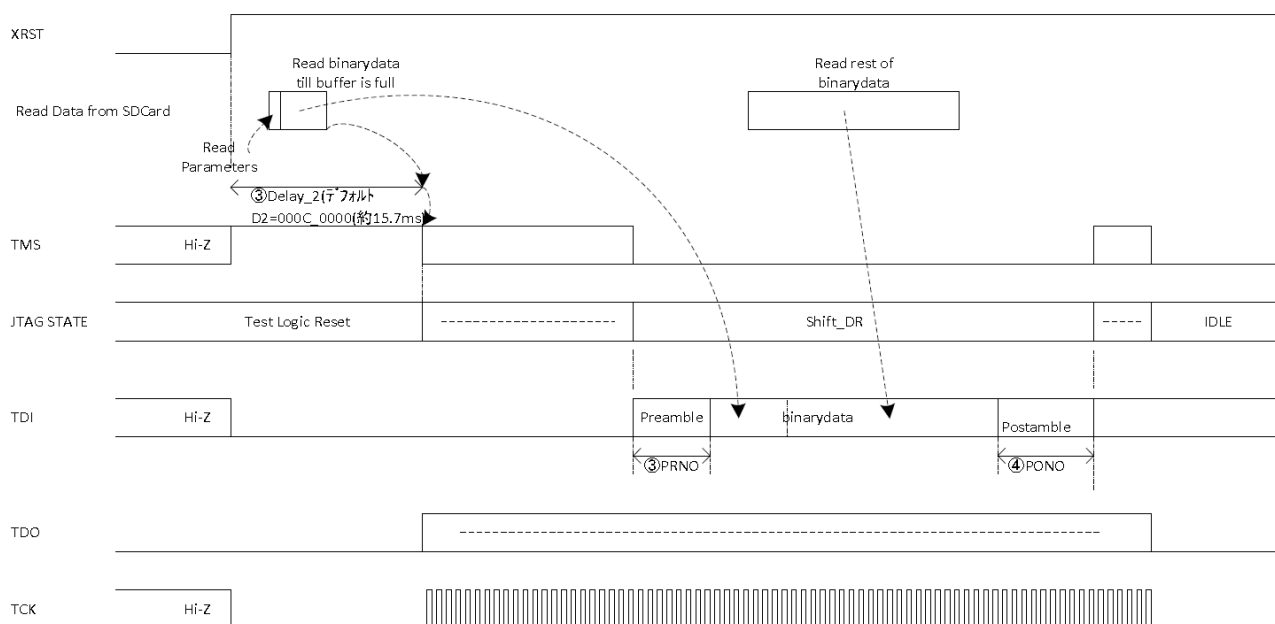 XRST
Read binarydata
till buffer is full
Read rest of
binarydata
Read Data from SDCard
Read
Parameters
③Delay_2(デフォルト
D2=000C_0000(約15.7ms)
TMS
Hi-Z
JTAG STATE
Test Logic Reset
Shift_DR
IDLE
TDI
Hi-Z
Preamble
binarydata
Postamble
③PRNO
④PONO
TDO
TCK
Hi-Z